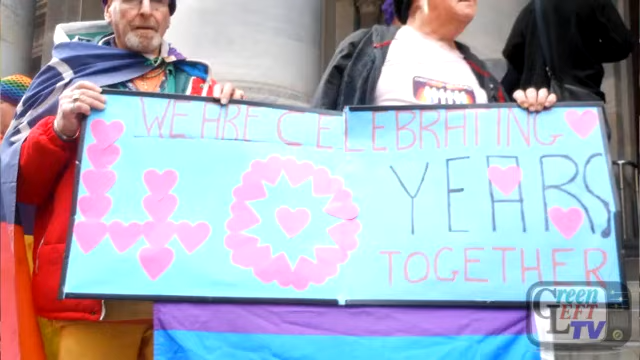 WE ARE CELEBRATING
40 YEARS
TOGETHER
Green
LEFT
TV